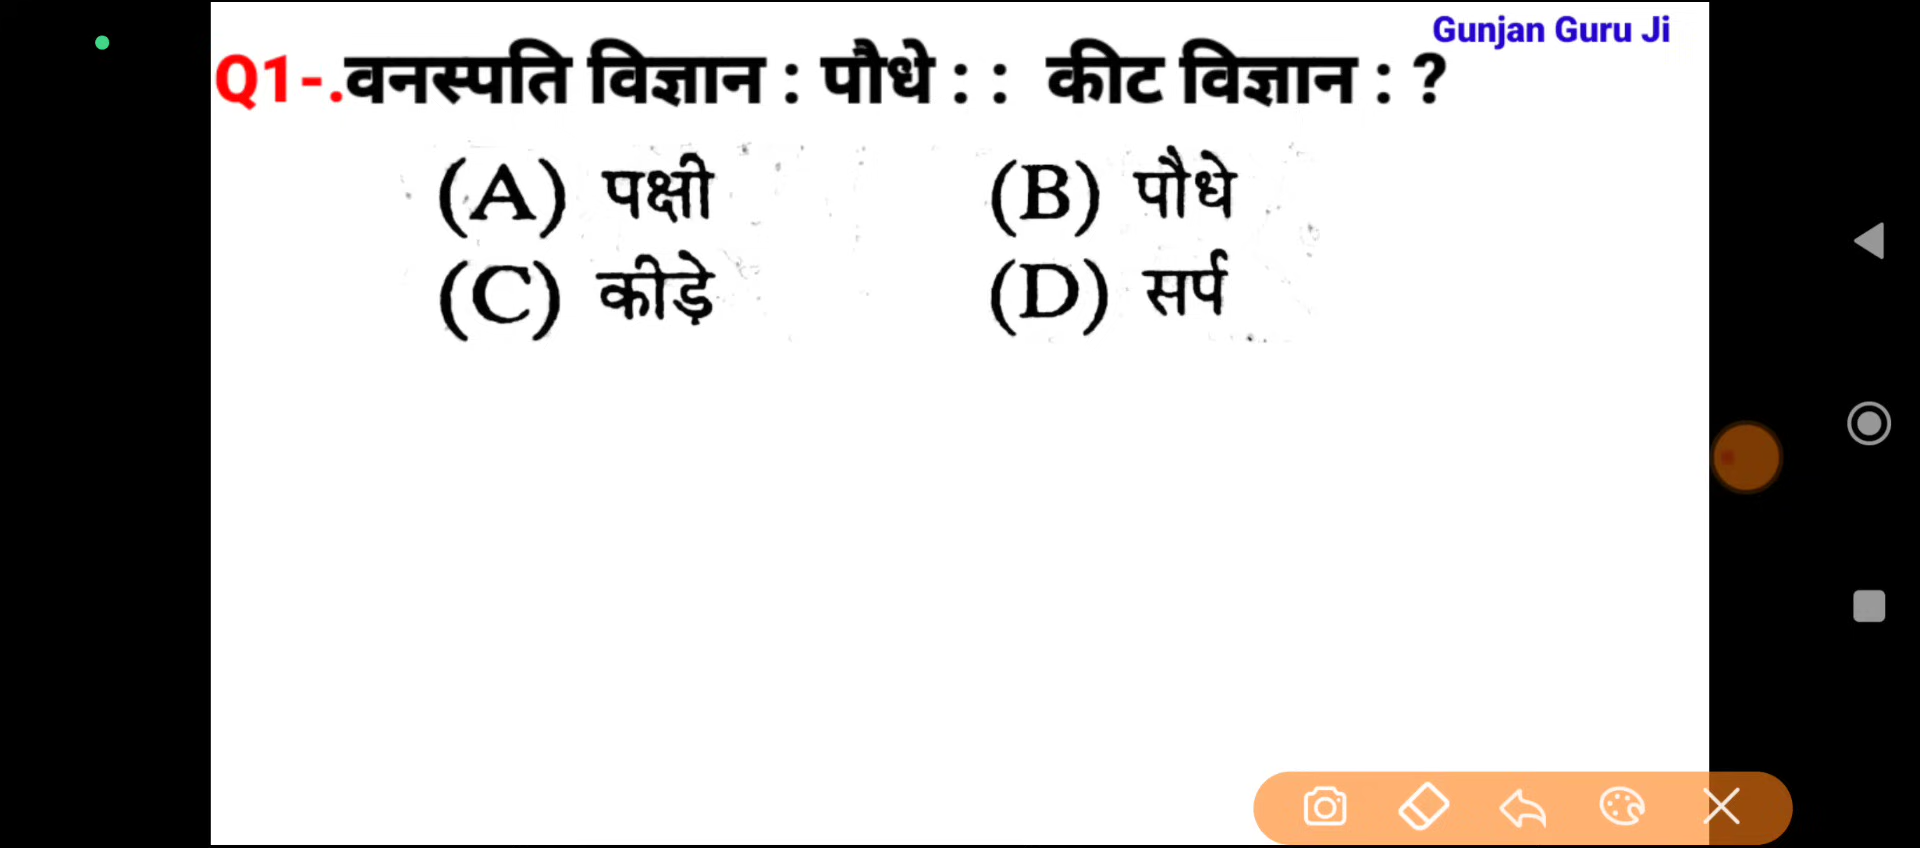 Gunjan Guru Ji
Q1-.वनस्पति विज्ञान : पौधे : : कीट विज्ञान : ?
(A) पक्षी (B) पौधे
(C) कीड़े (D) सर्प